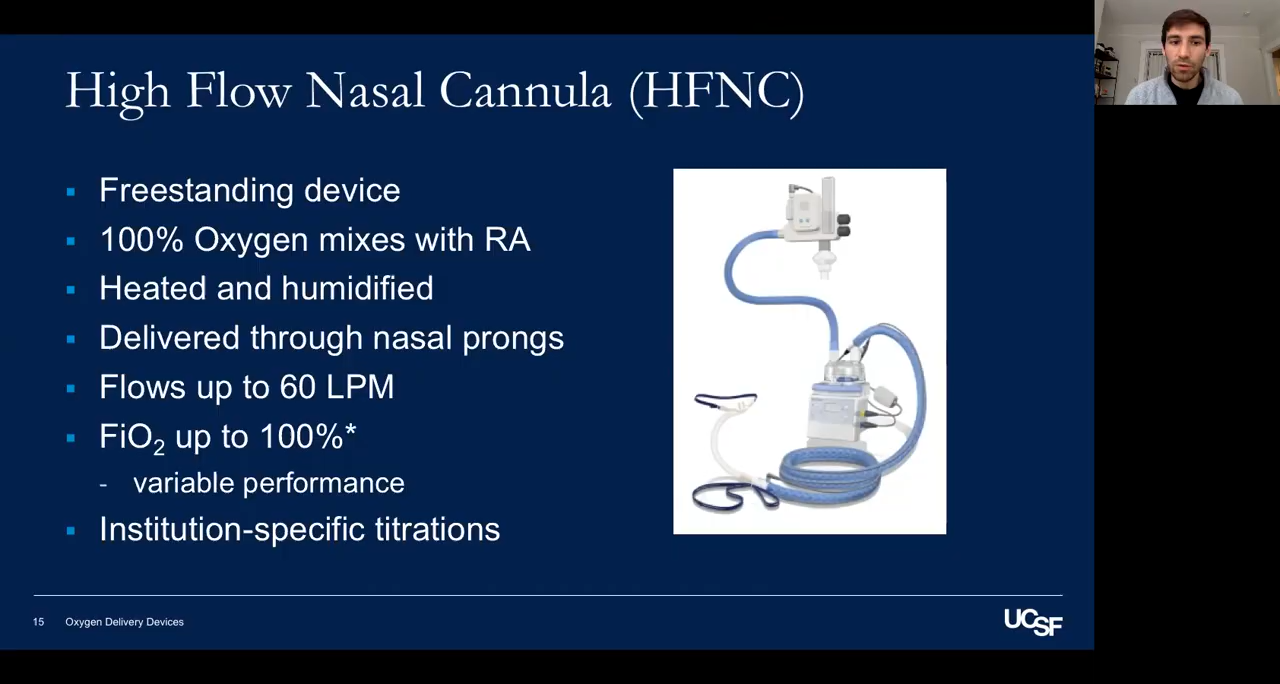 High Flow Nasal Cannula (HFNC)
▪ Freestanding device
▪ 100% Oxygen mixes with RA
▪ Heated and humidified
▪ Delivered through nasal prongs
▪ Flows up to 60 LPM
▪ FiO₂ up to 100%*
- variable performance
▪ Institution-specific titrations
15 Oxygen Delivery Devices
UCSF